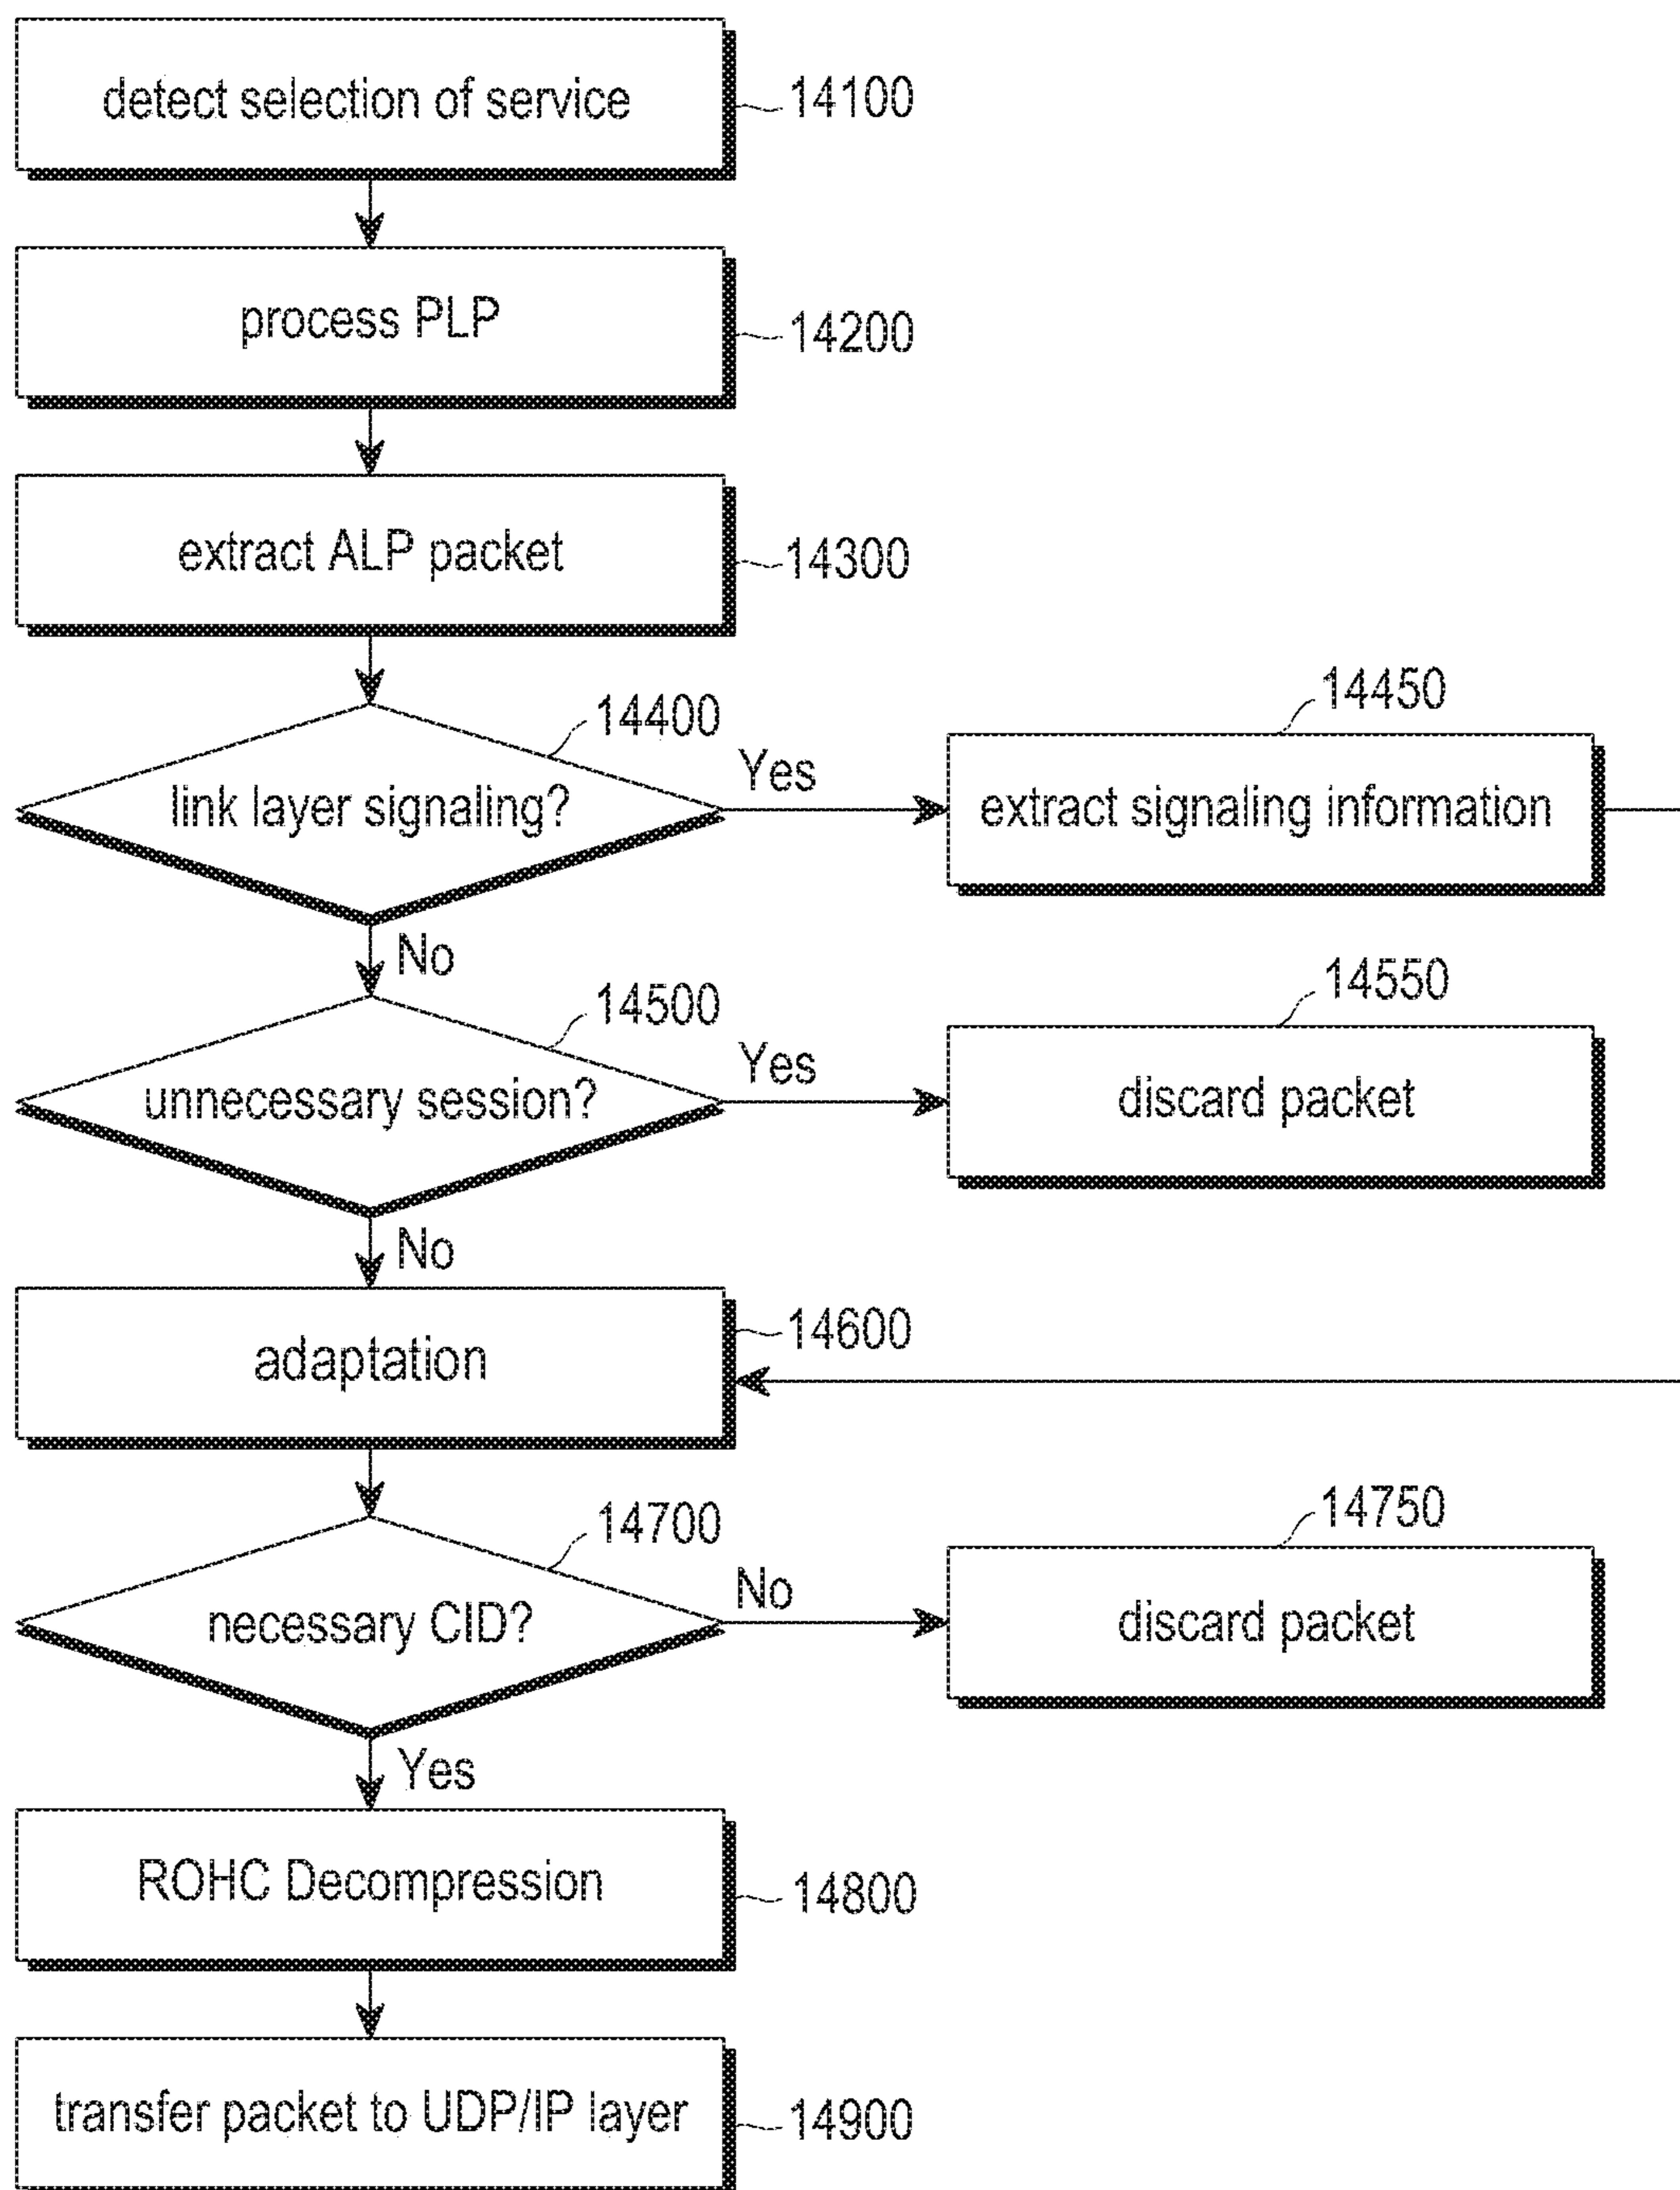 detect selection of service
14100
process PLP
14200
extract ALP packet
14300
14400
link layer signaling?
Yes
14450
extract signaling information
No
14500
unnecessary session?
Yes
14550
discard packet
No
adaptation
14600
14700
necessary CID?
No
14750
discard packet
Yes
ROHC Decompression
14800
transfer packet to UDP/IP layer
14900